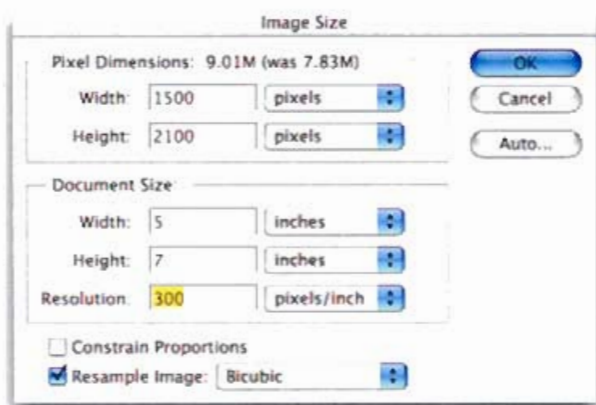 Image Size
Pixel Dimensions: 9.01M (was 7.83M)
Width: 1500 pixels
Height: 2100 pixels
OK
Cancel
Auto...
Document Size
Width: 5 inches
Height: 7 inches
Resolution: 300 pixels/inch
Constrain Proportions
Resample Image: Bicubic